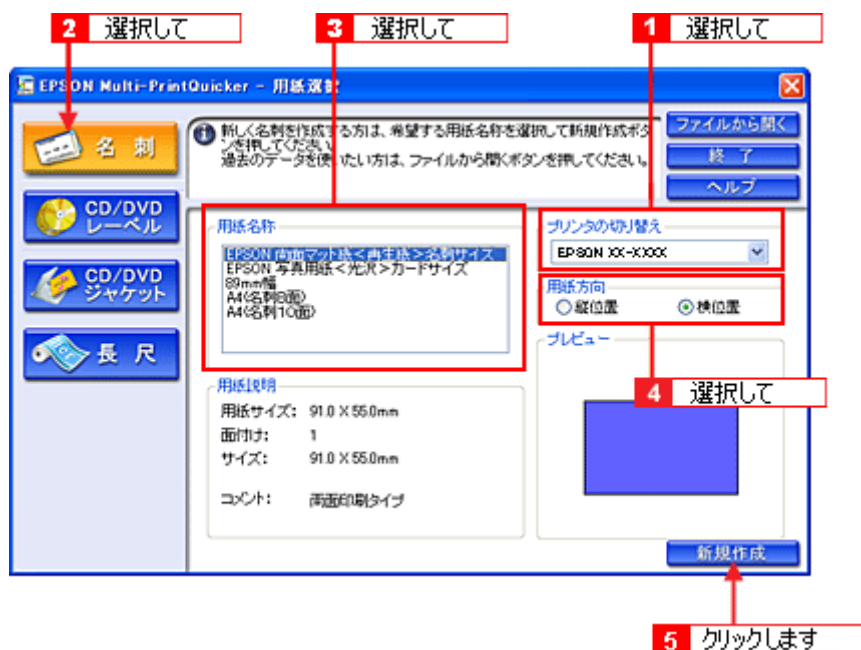 2 選択して
3 選択して
1 選択して
EPSON Multi-PrintQuicker - 用紙選択
名 刺
新しく名刺を作成する方は、希望する用紙名称を選択して新規作成ボタ
ンを押してください。
過去のデータを使いたい方は、ファイルから開くボタンを押してください。
ファイルから開く
終 了
ヘルプ
CD/DVD
レーベル
CD/DVD
ジャケット
長 尺
用紙名称
EPSON 両面マット紙<再生紙>名刺サイズ
EPSON 写真用紙<光沢>カードサイズ
89mm幅
A4(名刺8面)
A4(名刺10面)
プリンタの切り替え
EPSON XX-XXXX
用紙方向
縦位置
横位置
プレビュー
4 選択して
用紙説明
用紙サイズ: 91.0 X 55.0mm
面付け: 1
サイズ: 91.0 X 55.0mm
コメント: 両面印刷タイプ
新規作成
5 クリックします